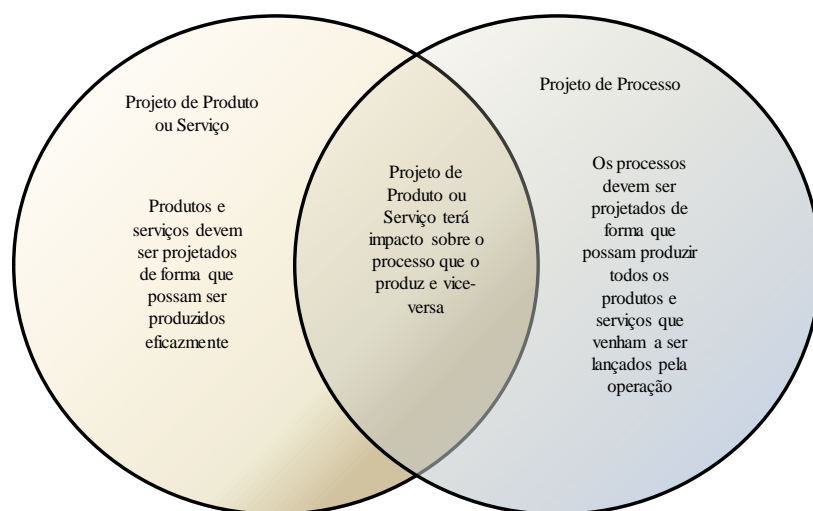 Projeto de Produto
ou Serviço
Produtos e
serviços devem
ser projetados
de forma que
possam ser
produzidos
eficazmente
Projeto de
Produto ou
Serviço terá
impacto sobre o
processo que o
produz e vice-
versa
Projeto de Processo
Os processos
devem ser
projetados de
forma que
possam produzir
todos os
produtos e
serviços que
venham a ser
lançados pela
operação